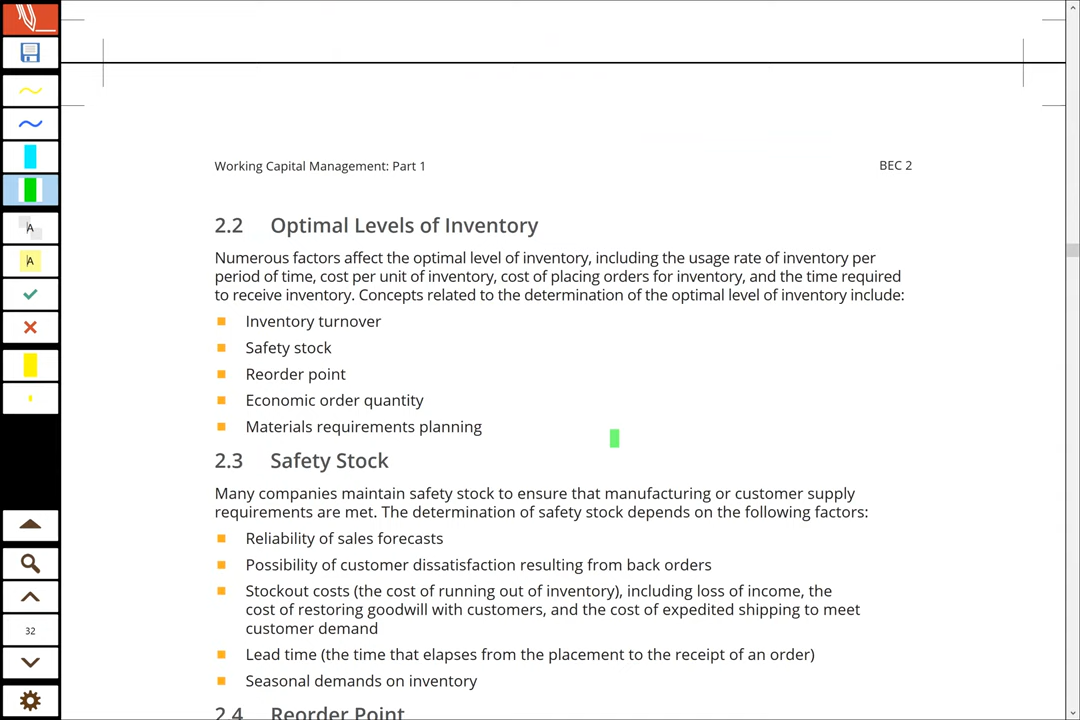 Working Capital Management: Part 1 BEC 2
2.2 Optimal Levels of Inventory
Numerous factors affect the optimal level of inventory, including the usage rate of inventory per
period of time, cost per unit of inventory, cost of placing orders for inventory, and the time required
to receive inventory. Concepts related to the determination of the optimal level of inventory include:
Inventory turnover
Safety stock
Reorder point
Economic order quantity
Materials requirements planning
2.3 Safety Stock
Many companies maintain safety stock to ensure that manufacturing or customer supply
requirements are met. The determination of safety stock depends on the following factors:
Reliability of sales forecasts
Possibility of customer dissatisfaction resulting from back orders
Stockout costs (the cost of running out of inventory), including loss of income, the
cost of restoring goodwill with customers, and the cost of expedited shipping to meet
customer demand
Lead time (the time that elapses from the placement to the receipt of an order)
Seasonal demands on inventory
2.4 Reorder Point
A
A
32